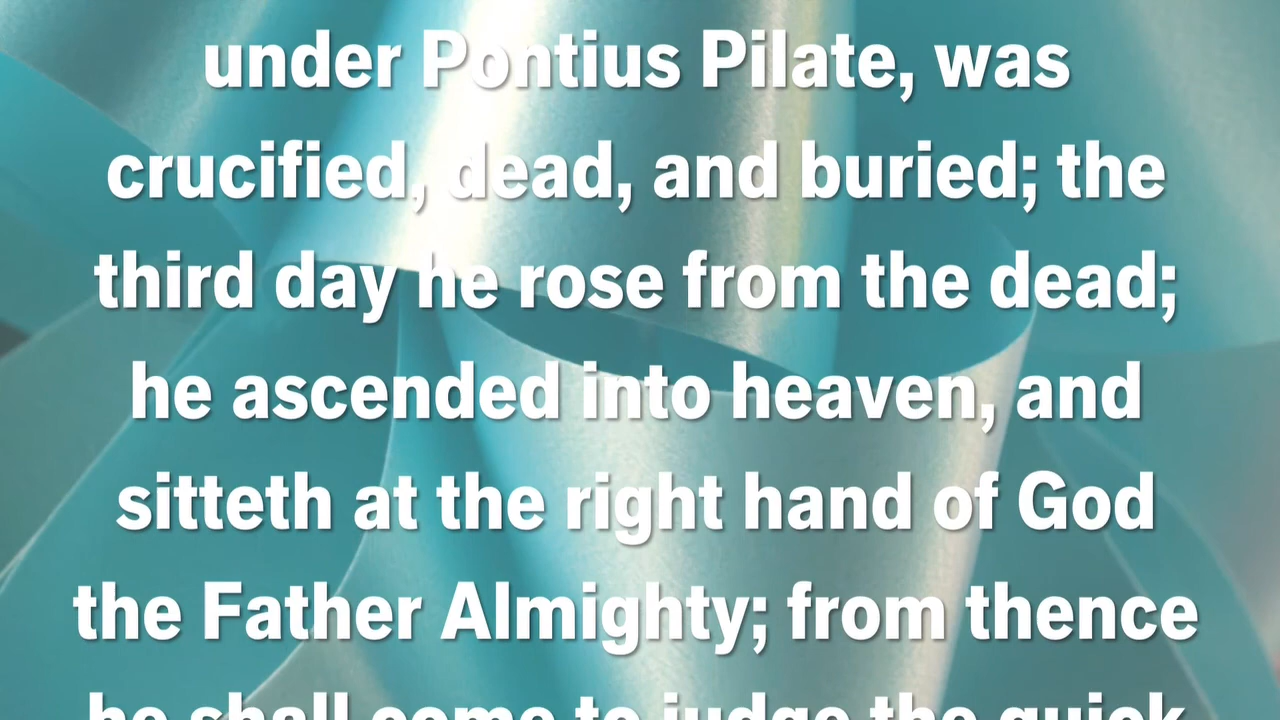 under Pontius Pilate, was
crucified, dead, and buried; the
third day he rose from the dead;
he ascended into heaven, and
sitteth at the right hand of God
the Father Almighty; from thence
he shall come to judge the quick